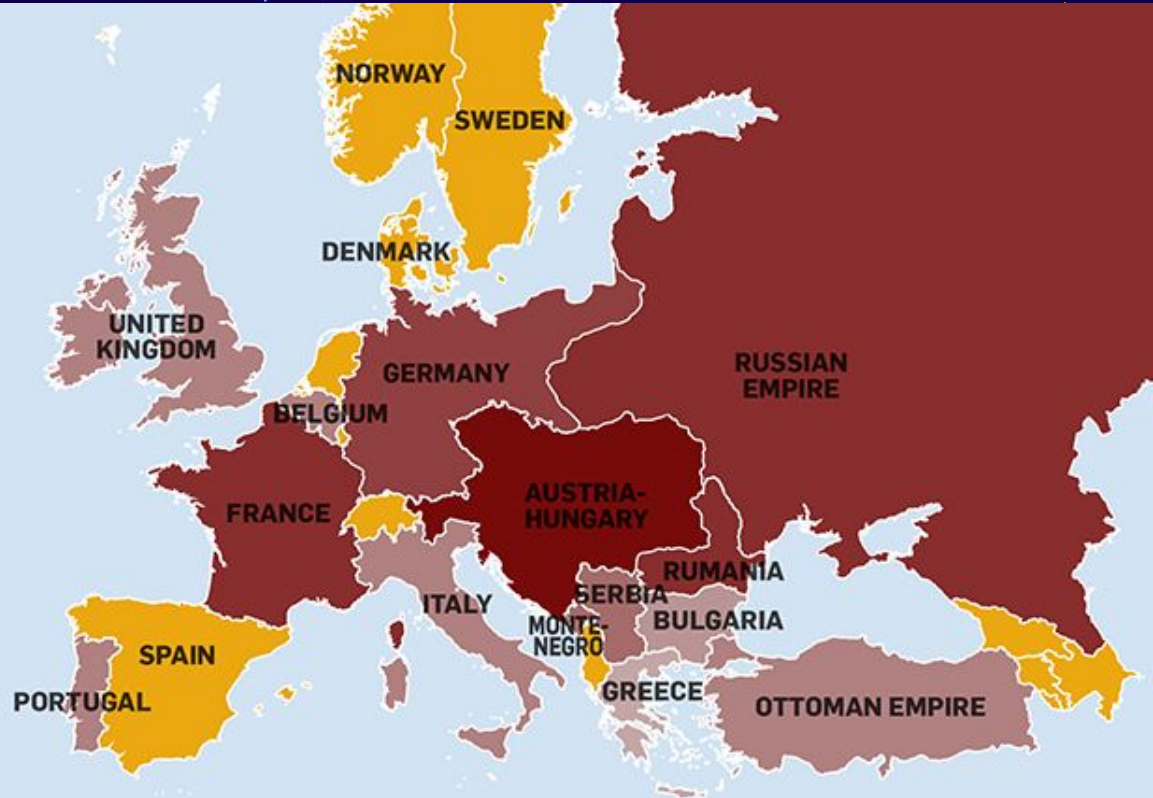 NORWAY
SWEDEN
DENMARK
UNITED
KINGDOM
GERMANY
RUSSIAN
EMPIRE
BELGIUM
AUSTRIA-
HUNGARY
FRANCE
RUMANIA
SERBIA
ITALY
BULGARIA
MONTE-
NEGRO
SPAIN
GREECE
PORTUGAL
OTTOMAN EMPIRE